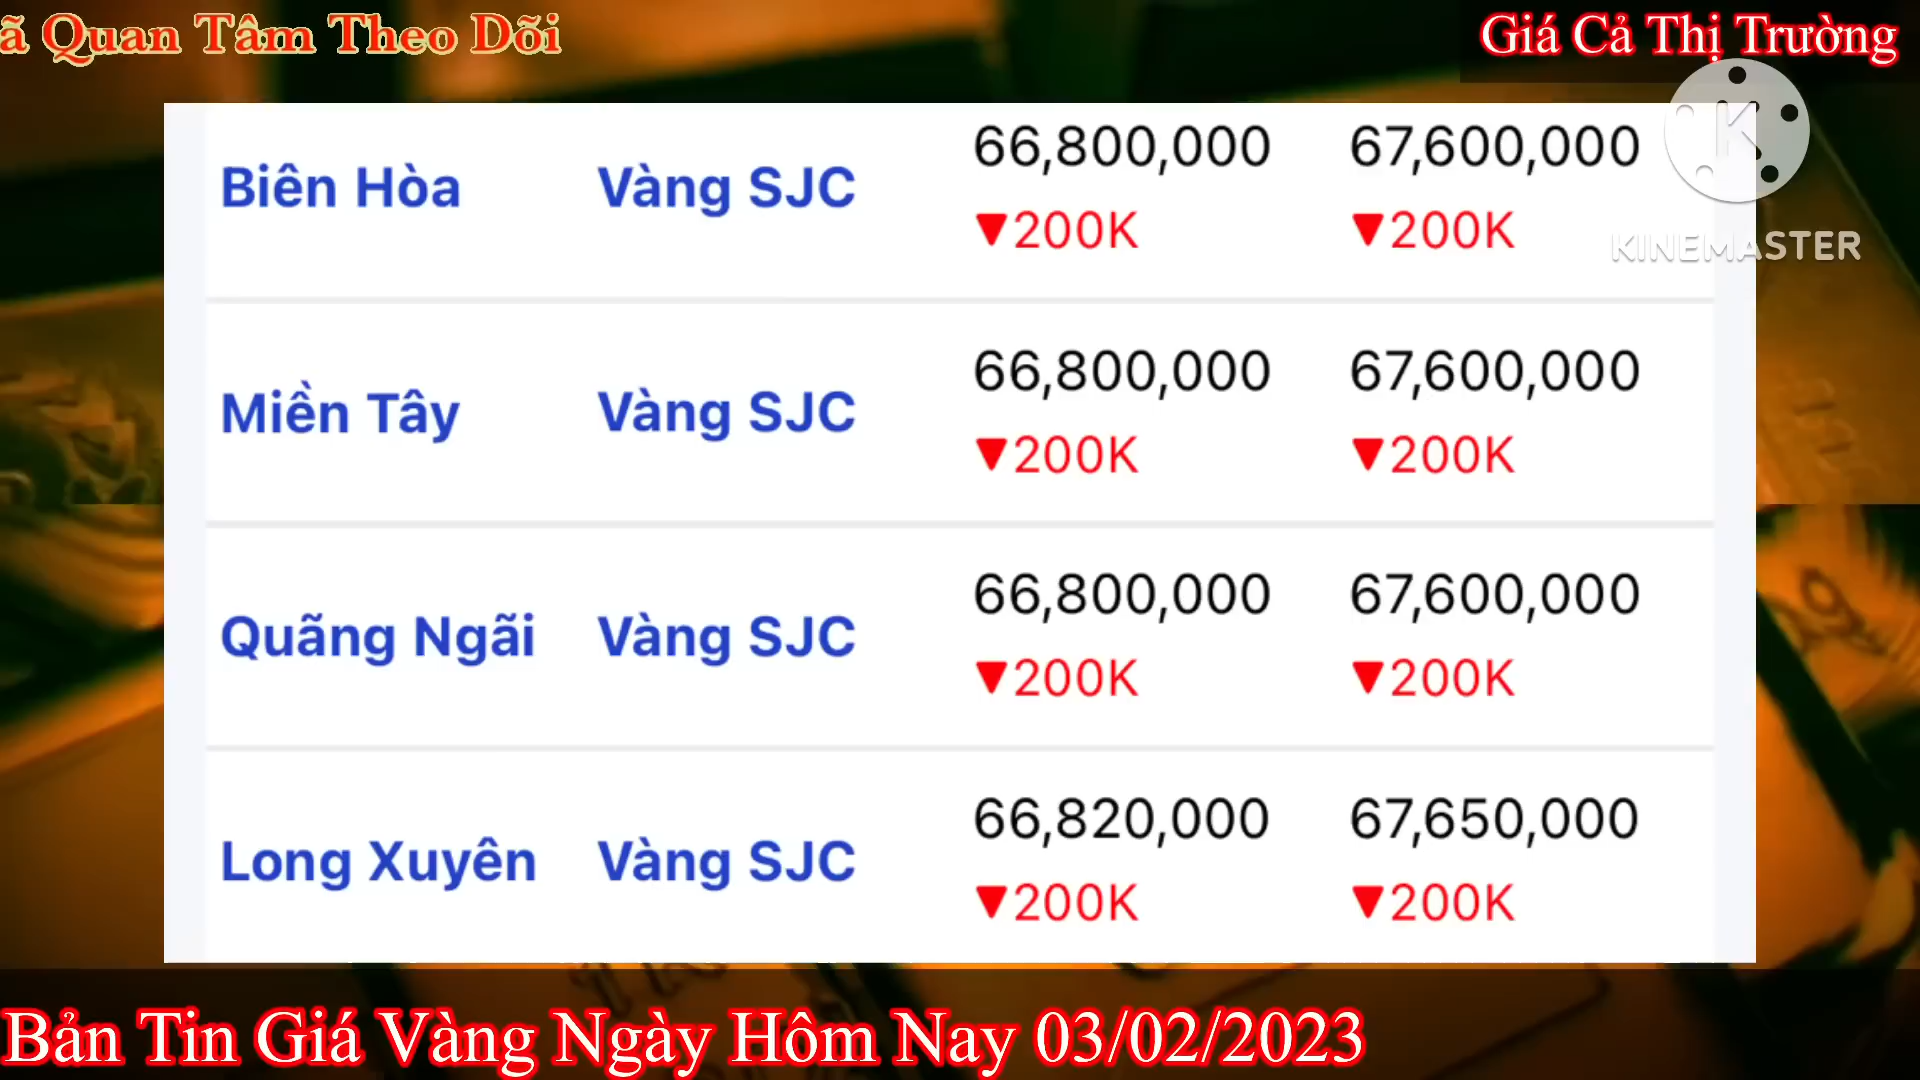 ã Quan Tâm Theo Dõi
Giá Cả Thị Trường
KINEMASTER
Biên Hòa Vàng SJC 66,800,000 67,600,000
▼200K ▼200K
Miền Tây Vàng SJC 66,800,000 67,600,000
▼200K ▼200K
Quãng Ngãi Vàng SJC 66,800,000 67,600,000
▼200K ▼200K
Long Xuyên Vàng SJC 66,820,000 67,650,000
▼200K ▼200K
Bản Tin Giá Vàng Ngày Hôm Nay 03/02/2023